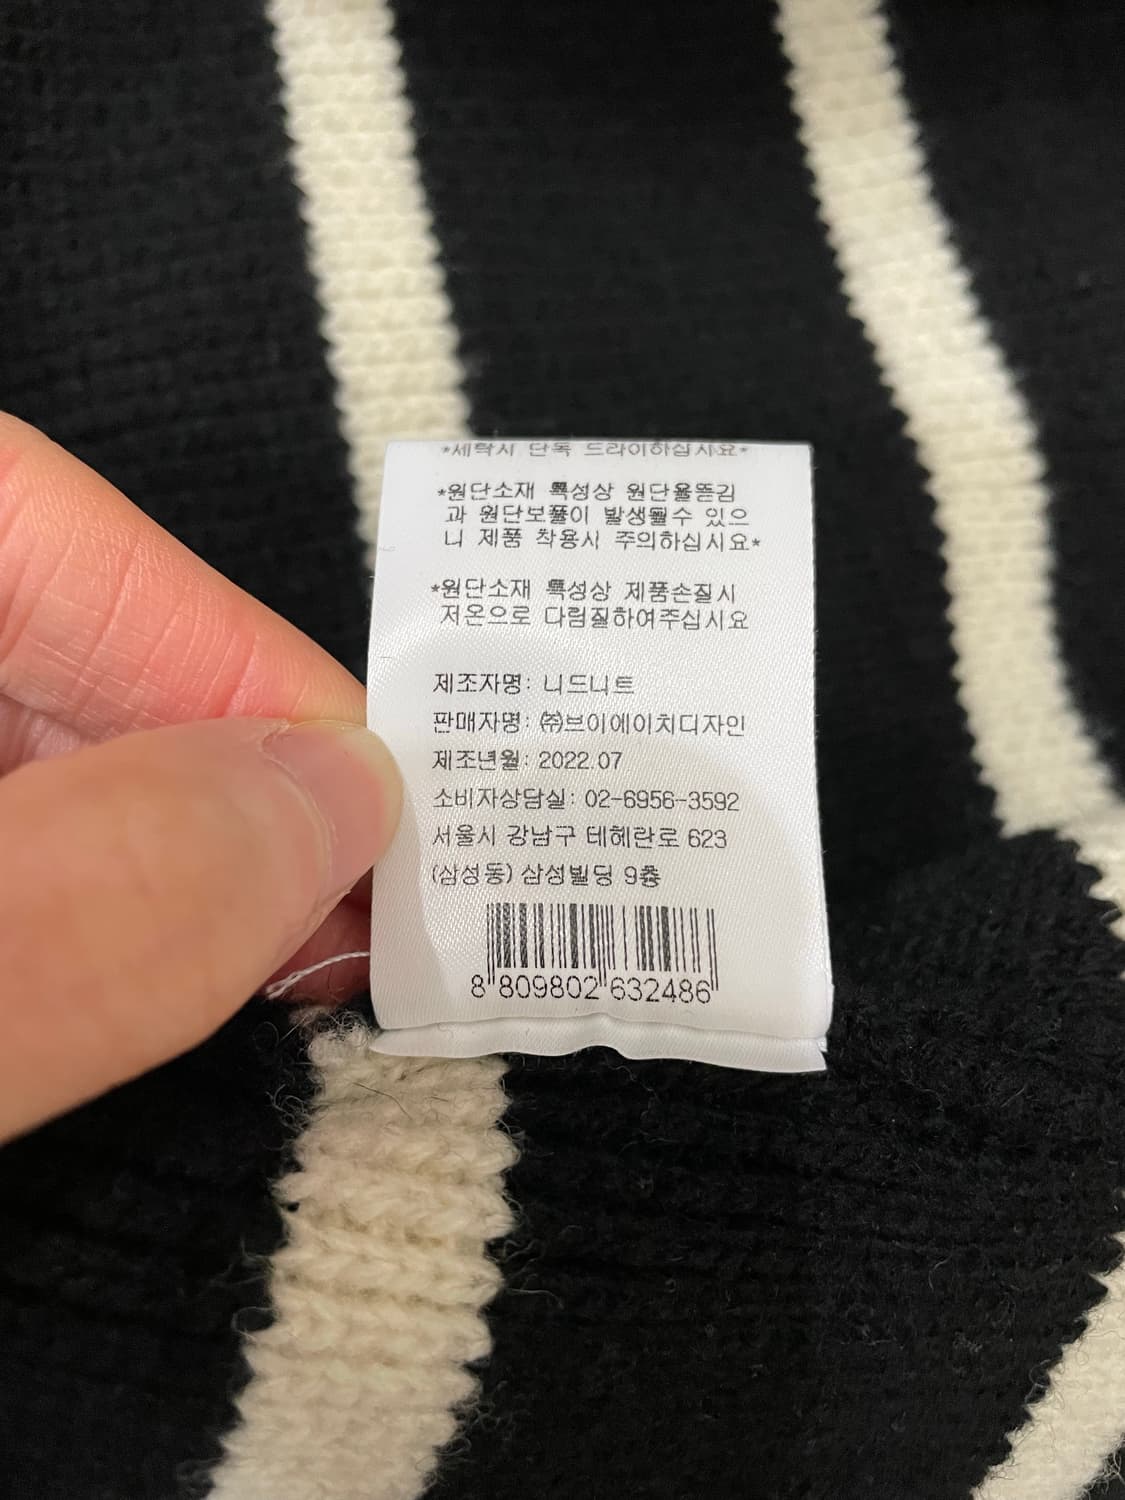 *세탁시 단독 드라이하십시요*
*원단소재 특성상 원단율뜯김
과 원단보풀이 발생될수 있으
니 제품 착용시 주의하십시요*
*원단소재 특성상 제품손질시
저온으로 다림질하여주십시요
제조자명: 니드니트
판매자명: ㈜브이에이치디자인
제조년월: 2022.07
소비자상담실: 02-6956-3592
서울시 강남구 테헤란로 623
(삼성동) 삼성빌딩 9층
8 809802 632486